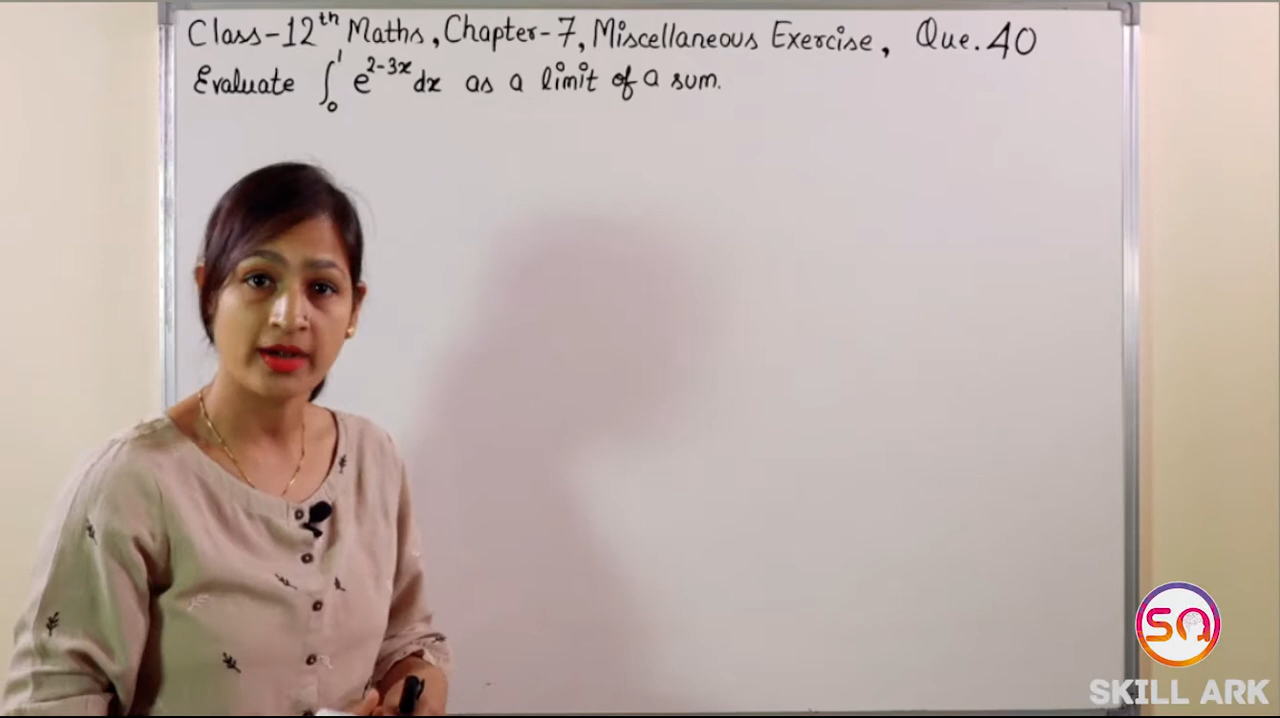 Class-12th Maths, Chapter-7, Miscellaneous Exercise, Que. 40
Evaluate ∫₀¹ e^{2-3x} dx as a limit of a sum.
SA
SKILL ARK